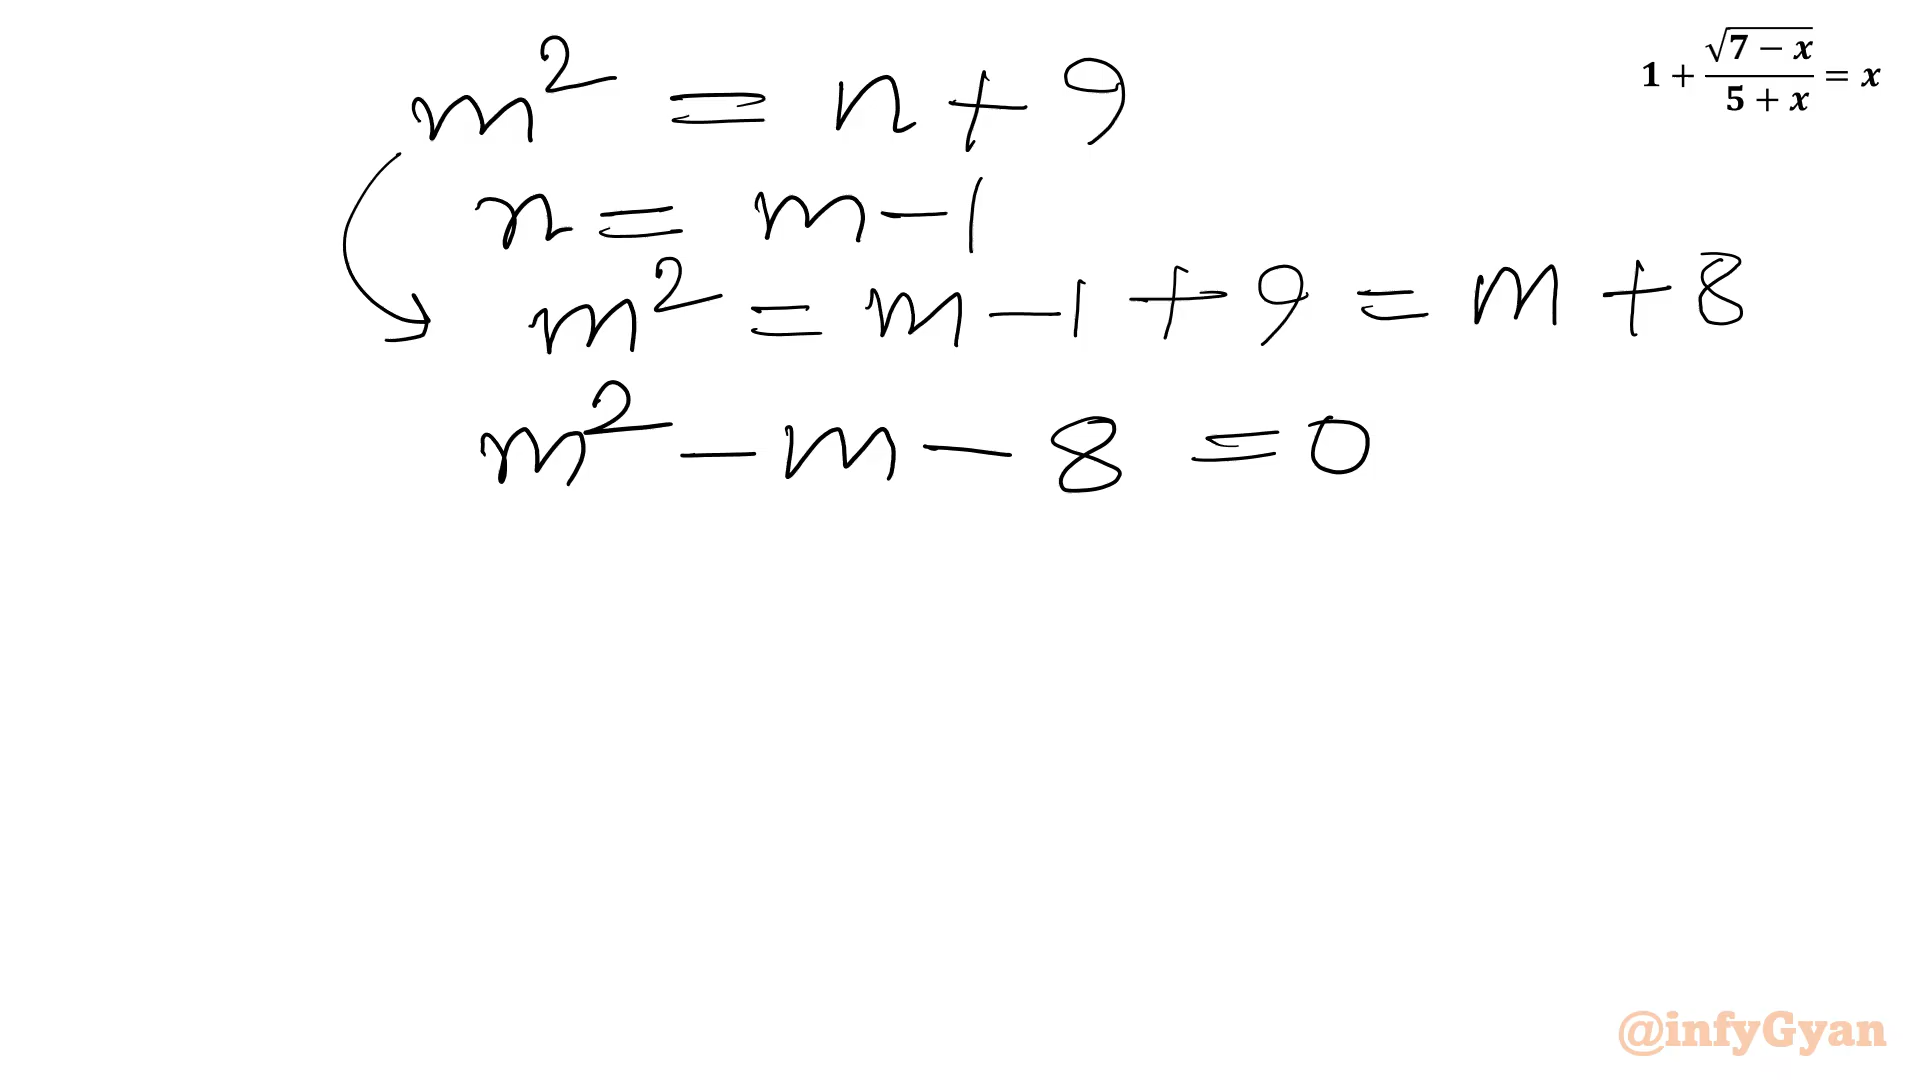 m² = n + 9
1 + √(7 − x)/(5 + x) = x
n = m − 1
m² = m − 1 + 9 = m + 8
m² − m − 8 = 0
@infyGyan